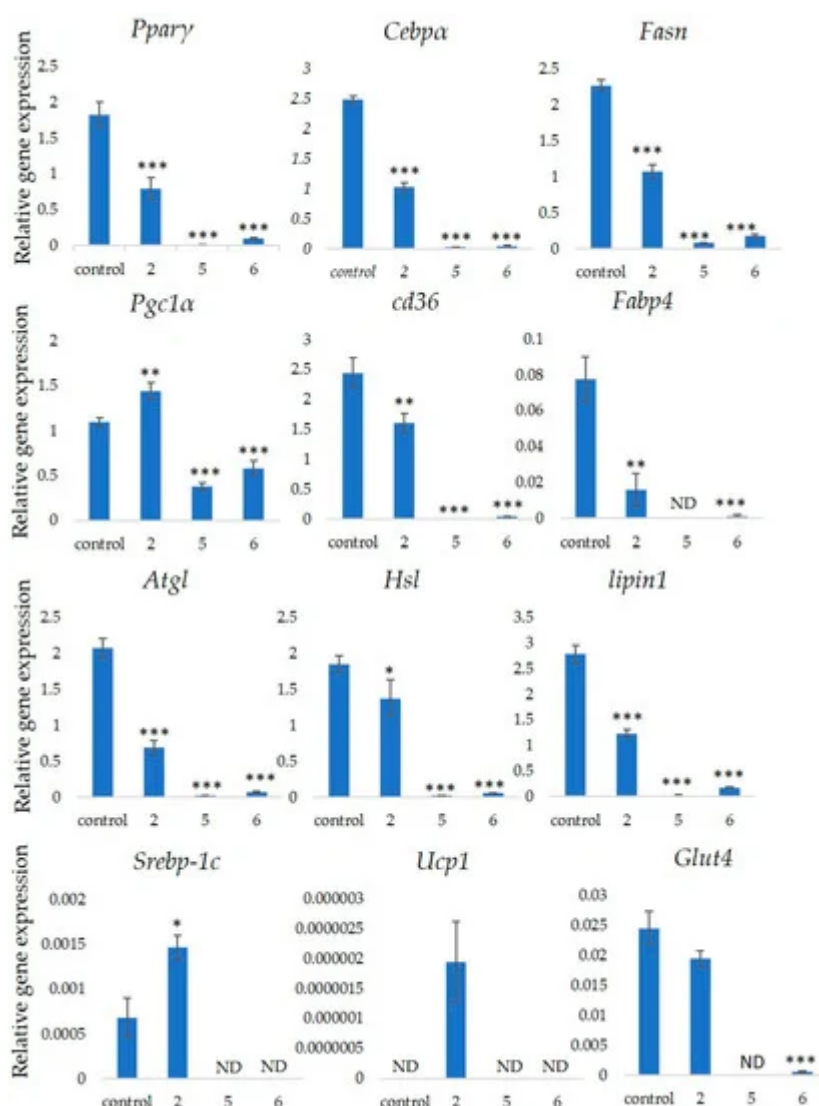 Pparγ Cebpα Fasn
Relative gene expression
2.5 3 2.5
2 2.5 2
1.5 2 1.5
1 1.5 1
0.5 1 0.5
0 0.5 0
0
*** *** ***
*** *** ***
*** *** ***
control 2 5 6 control 2 5 6 control 2 5 6
Pgc1α cd36 Fabp4
Relative gene expression
2 3 0.1
1.5 2.5 0.08
1 2 0.06
0.5 1.5 0.04
0 1 0.02
0.5 0
0
** ** **
*** *** ND
*** *** ***
control 2 5 6 control 2 5 6 control 2 5 6
Atgl Hsl lipin1
Relative gene expression
2.5 2.5 3.5
2 2 3
1.5 1.5 2.5
1 1 2
0.5 0.5 1.5
0 0 1
0.5
0
*** * ***
*** *** ***
*** *** ***
control 2 5 6 control 2 5 6 control 2 5 6
Srebp-1c Ucp1 Glut4
Relative gene expression
0.002 0.000003 0.03
0.0015 0.0000025 0.025
0.001 0.000002 0.02
0.0005 0.0000015 0.015
0 0.000001 0.01
0.0000005 0.005
0 0
* ND ND
ND ND ND ND ***
control 2 5 6 control 2 5 6 control 2 5 6